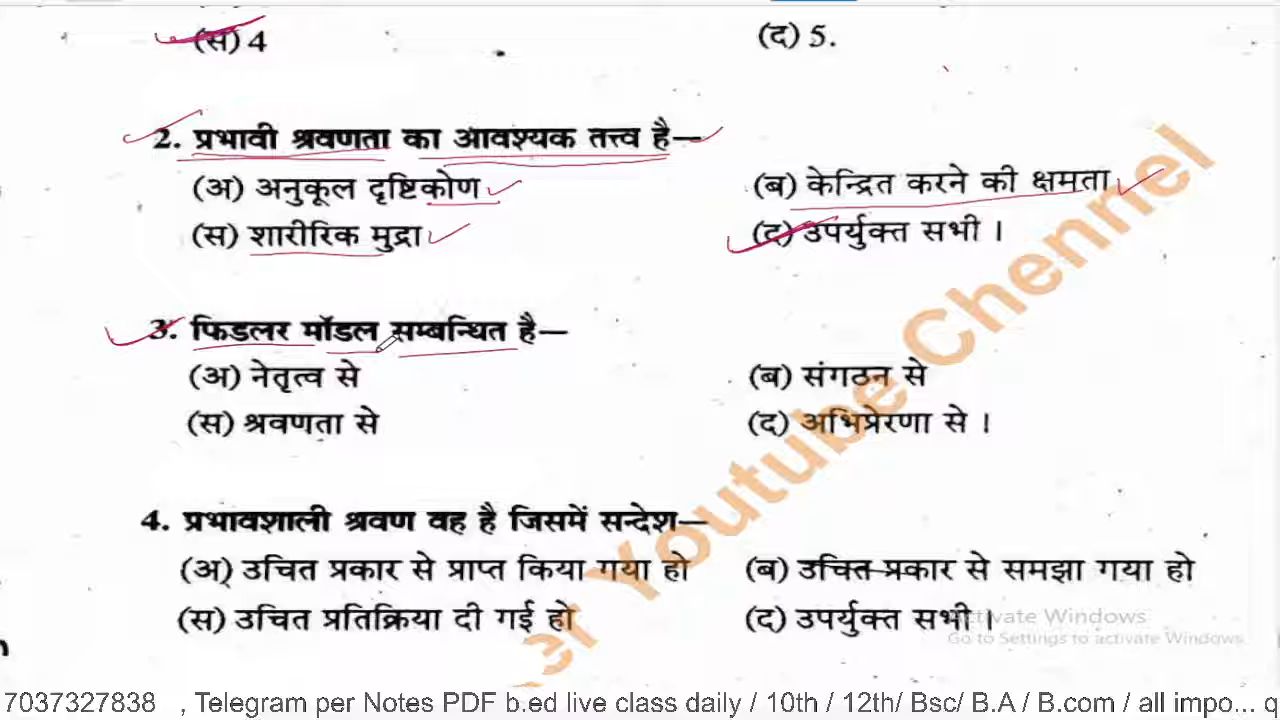 (स) 4 (द) 5.
2. प्रभावी श्रवणता का आवश्यक तत्त्व है—
(अ) अनुकूल दृष्टिकोण (ब) केन्द्रित करने की क्षमता
(स) शारीरिक मुद्रा (द) उपर्युक्त सभी ।
3. फिडलर मॉडल सम्बन्धित है—
(अ) नेतृत्व से (ब) संगठन से
(स) श्रवणता से (द) अभिप्रेरणा से ।
4. प्रभावशाली श्रवण वह है जिसमें सन्देश—
(अ) उचित प्रकार से प्राप्त किया गया हो (ब) उचित प्रकार से समझा गया हो
(स) उचित प्रतिक्रिया दी गई हो (द) उपर्युक्त सभी ।
Youtube Chennel
Activate Windows
Go to Settings to activate Windows.
7037327838 , Telegram per Notes PDF b.ed live class daily / 10th / 12th/ Bsc/ B.A / B.com / all impo... q